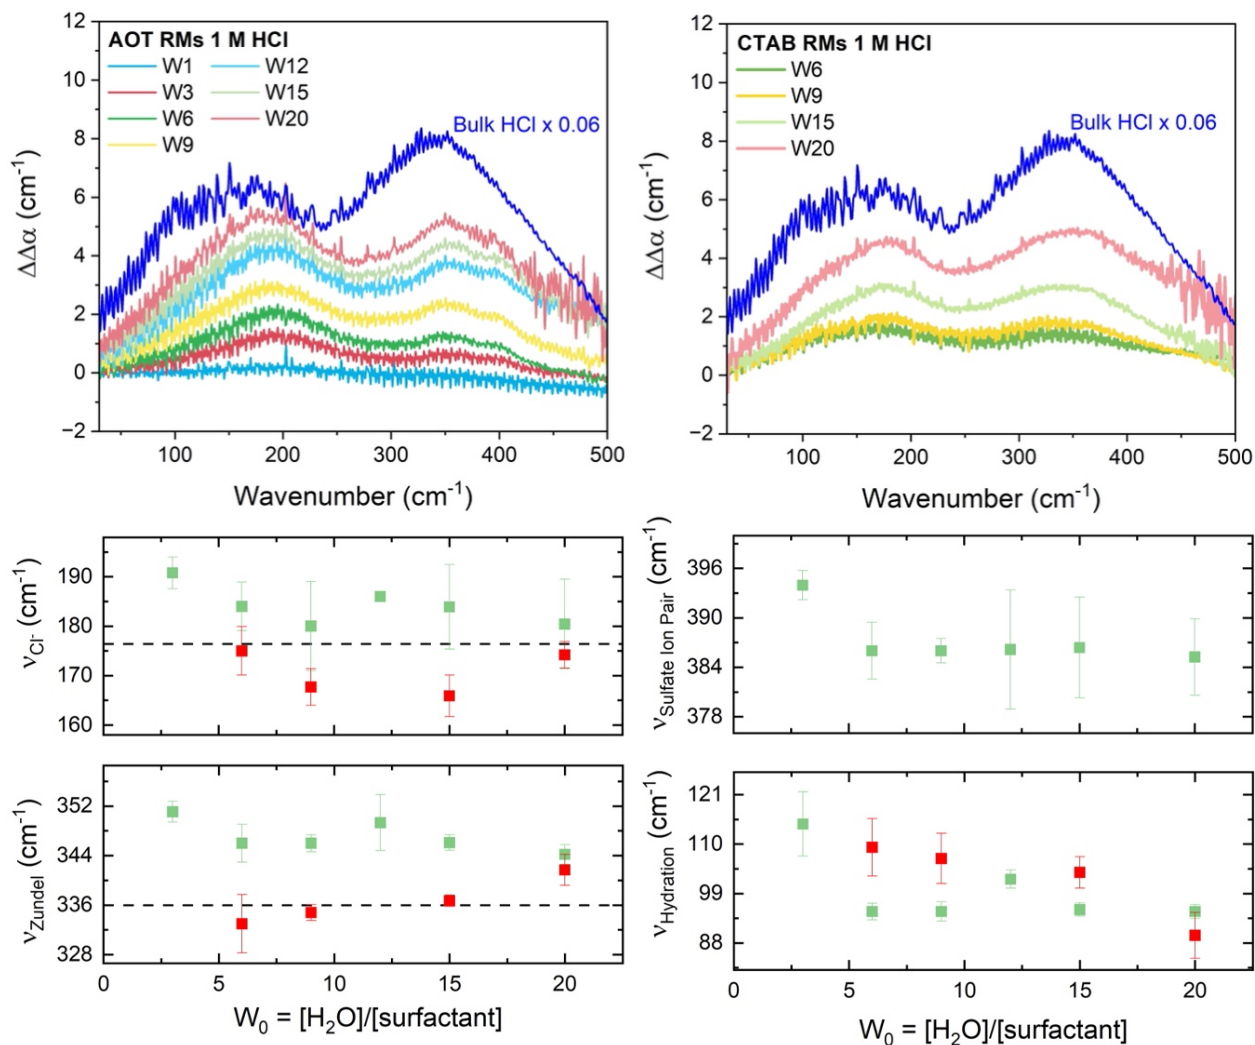 AOT RMs 1 M HCl
W1 W12
W3 W15
W6 W20
W9
Bulk HCl x 0.06
ΔΔα (cm⁻¹)
12
10
8
6
4
2
0
−2
100 200 300 400 500
Wavenumber (cm⁻¹)
CTAB RMs 1 M HCl
W6
W9
W15
W20
Bulk HCl x 0.06
ΔΔα (cm⁻¹)
12
10
8
6
4
2
0
−2
100 200 300 400 500
Wavenumber (cm⁻¹)
ν_Cl⁻ (cm⁻¹)
190
180
170
160
ν_Sulfate Ion Pair (cm⁻¹)
396
390
384
378
ν_Zundel (cm⁻¹)
352
344
336
328
0 5 10 15 20
W₀ = [H₂O]/[surfactant]
ν_Hydration (cm⁻¹)
121
110
99
88
0 5 10 15 20
W₀ = [H₂O]/[surfactant]